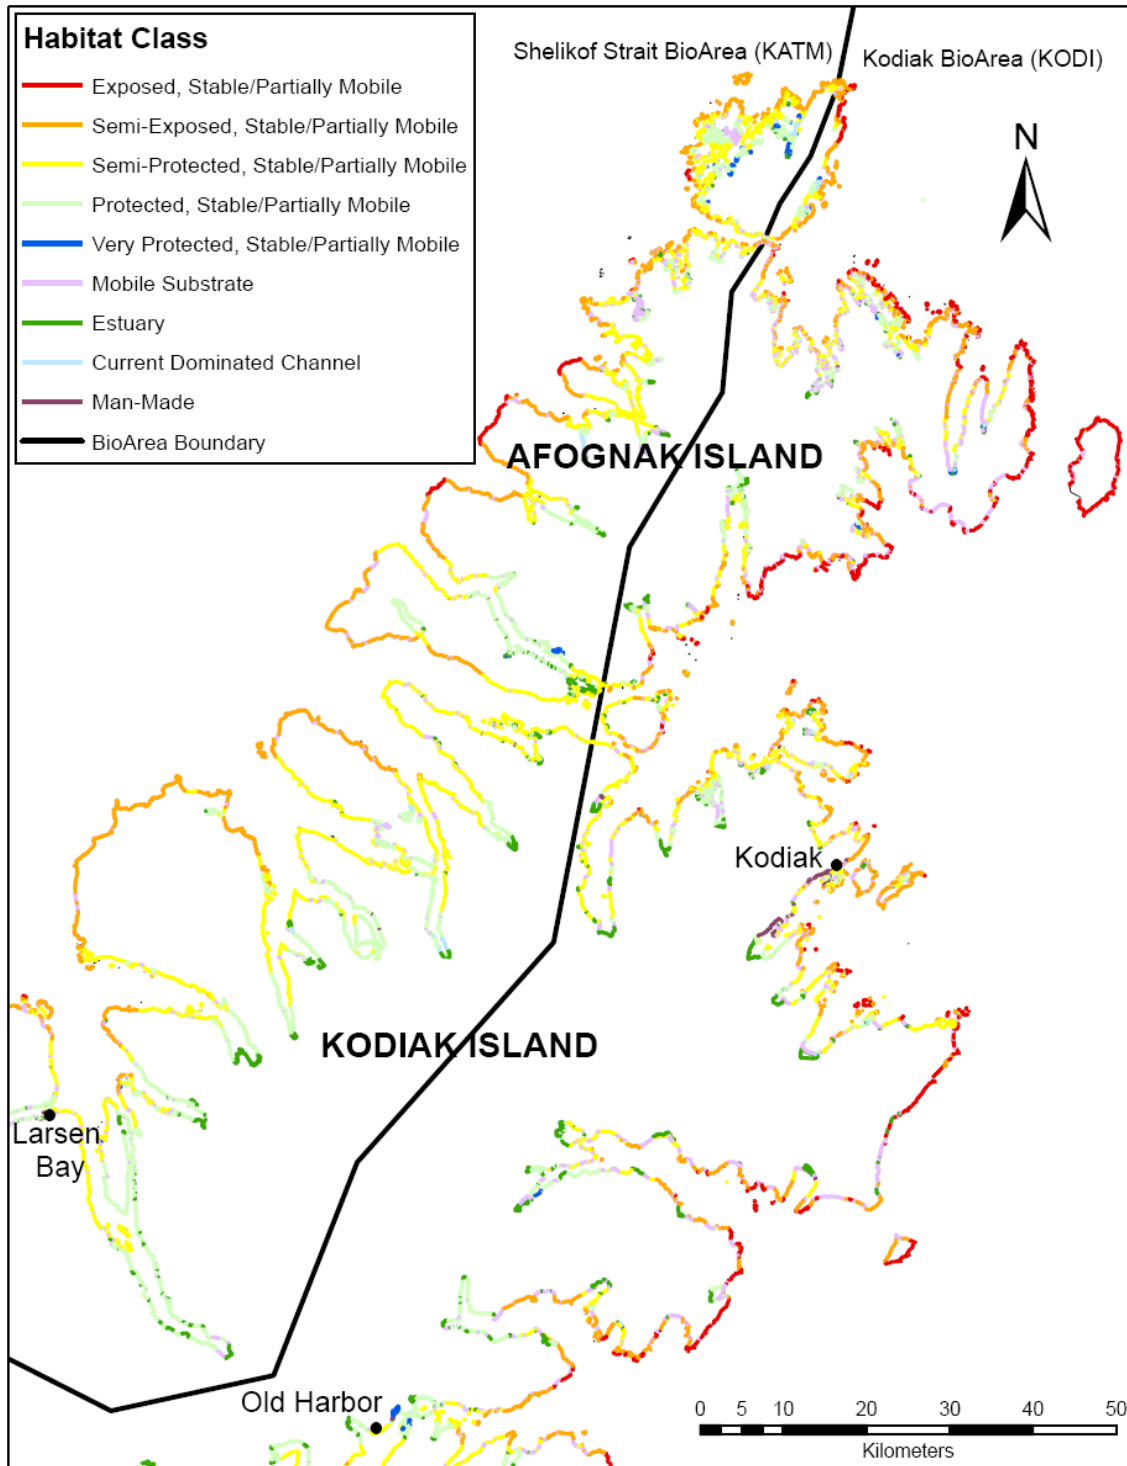 Habitat Class
Exposed, Stable/Partially Mobile
Semi-Exposed, Stable/Partially Mobile
Semi-Protected, Stable/Partially Mobile
Protected, Stable/Partially Mobile
Very Protected, Stable/Partially Mobile
Mobile Substrate
Estuary
Current Dominated Channel
Man-Made
BioArea Boundary
Shelikof Strait BioArea (KATM)
Kodiak BioArea (KODI)
N
AFOGNAK ISLAND
Kodiak
KODIAK ISLAND
Larsen
Bay
Old Harbor
0 5 10 20 30 40 50
Kilometers